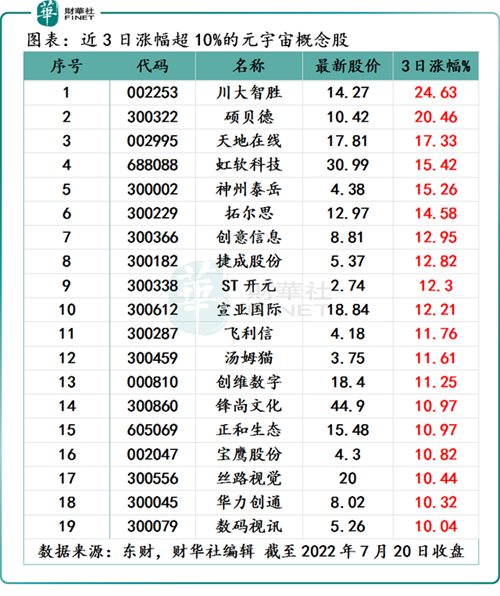 華 財華社
FINET
图表：近3日涨幅超10%的元宇宙概念股
序号 代码 名称 最新股价 3日涨幅%
1 002253 川大智胜 14.27 24.63
2 300322 硕贝德 10.42 20.46
3 002995 天地在线 17.81 17.33
4 688088 虹软科技 30.99 15.42
5 300002 神州泰岳 4.38 15.26
6 300229 拓尔思 12.97 14.58
7 300366 创意信息 8.81 12.95
8 300182 捷成股份 5.37 12.82
9 300338 ST开元 2.74 12.3
10 300612 宣亚国际 18.84 12.21
11 300287 飞利信 4.18 11.76
12 300459 汤姆猫 3.75 11.61
13 000810 创维数字 18.4 11.25
14 300860 锋尚文化 44.9 10.97
15 605069 正和生态 15.48 10.97
16 002047 宝鹰股份 4.3 10.82
17 300556 丝路视觉 20 10.44
18 300045 华力创通 8.02 10.32
19 300079 数码视讯 5.26 10.04
数据来源：东财，财华社编辑 截至2022年7月20日收盘
華 財華社
FINET